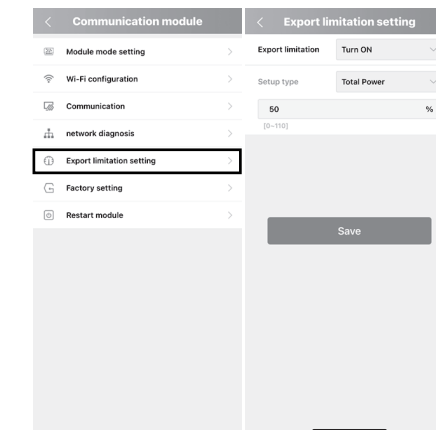 Communication module
Module mode setting
Wi-Fi configuration
Communication
network diagnosis
Export limitation setting
Factory setting
Restart module
Export limitation setting
Export limitation Turn ON
Setup type Total Power
50 %
[0-110]
Save